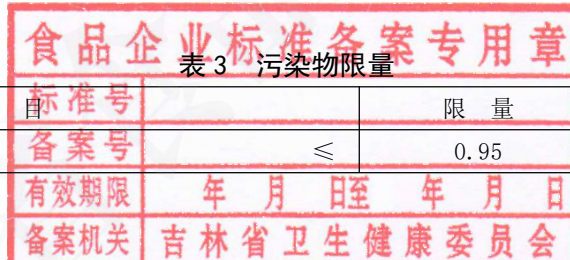 食品企业标准备案专用章
表 3 污染物限量
标准号
目 限 量
备案号
≤ 0.95
有效期限 年 月 日至 年 月 日
备案机关 吉林省卫生健康委员会